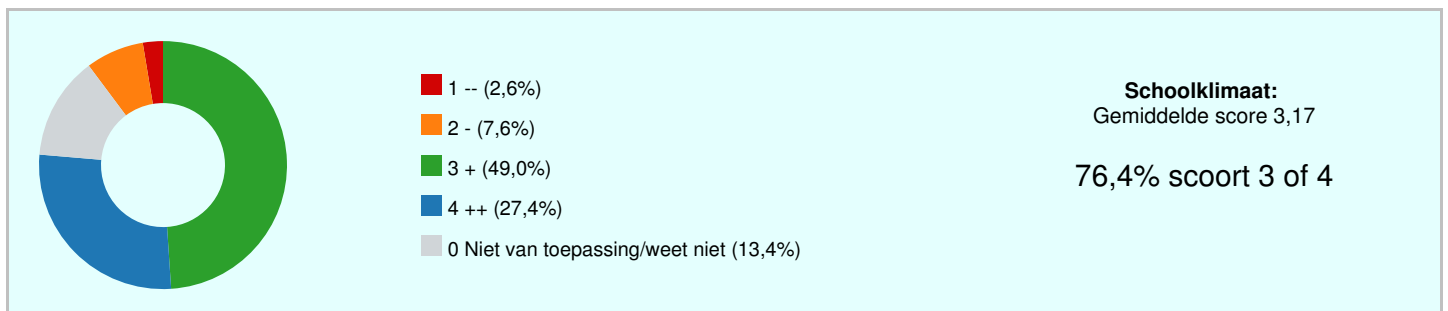 1 -- (2,6%)
2 - (7,6%)
3 + (49,0%)
4 ++ (27,4%)
0 Niet van toepassing/weet niet (13,4%)
Schoolklimaat:
Gemiddelde score 3,17
76,4% scoort 3 of 4